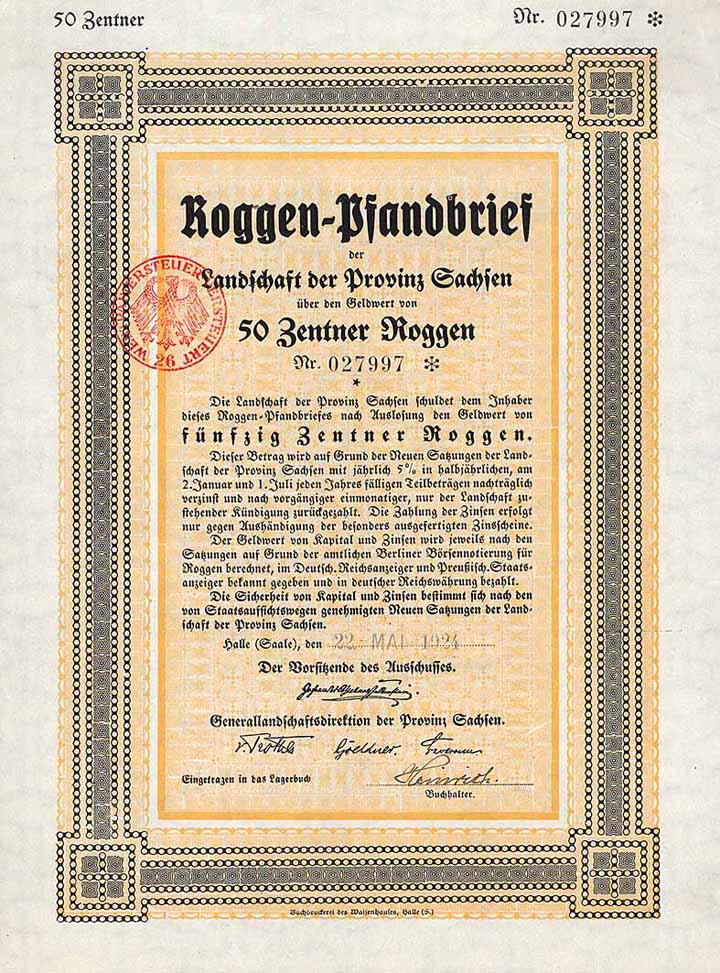 50 Zentner Nr. 027997 ✻
Roggen-Pfandbrief
der
Landschaft der Provinz Sachsen
über den Geldwert von
50 Zentner Roggen
Nr. 027997 ✻
*
Die Landschaft der Provinz Sachsen schuldet dem Inhaber
dieses Roggen-Pfandbriefes nach Auslosung den Geldwert von
fünfzig Zentner Roggen.
Dieser Betrag wird auf Grund der Neuen Satzungen der Land-
schaft der Provinz Sachsen mit jährlich 5% in halbjährlichen, am
2. Januar und 1. Juli jeden Jahres fälligen Teilbeträgen nachträglich
verzinst und nach vorgängiger einmonatiger, nur der Landschaft zu-
stehender Kündigung zurückgezahlt. Die Zahlung der Zinsen erfolgt
nur gegen Aushändigung der besonders ausgefertigten Zinsscheine.
Der Geldwert von Kapital und Zinsen wird jeweils nach den
Satzungen auf Grund der amtlichen Berliner Börsennotierung für
Roggen berechnet, im Deutsch. Reichsanzeiger und Preußisch. Staats-
anzeiger bekannt gegeben und in deutscher Reichswährung bezahlt.
Die Sicherheit von Kapital und Zinsen bestimmt sich nach den
von Staatsaufsichtswegen genehmigten Neuen Satzungen der Land-
schaft der Provinz Sachsen.
Halle (Saale), den 22. MAI 1924
Der Vorsitzende des Ausschusses.
Generallandschaftsdirektion der Provinz Sachsen.
Goeldner.
Eingetragen in das Lagerbuch Heinrich.
Buchhalter.
Buchdruckerei des Waisenhauses, Halle (S.)
WERTPAPIERSTEUER VERSTEUERT
26